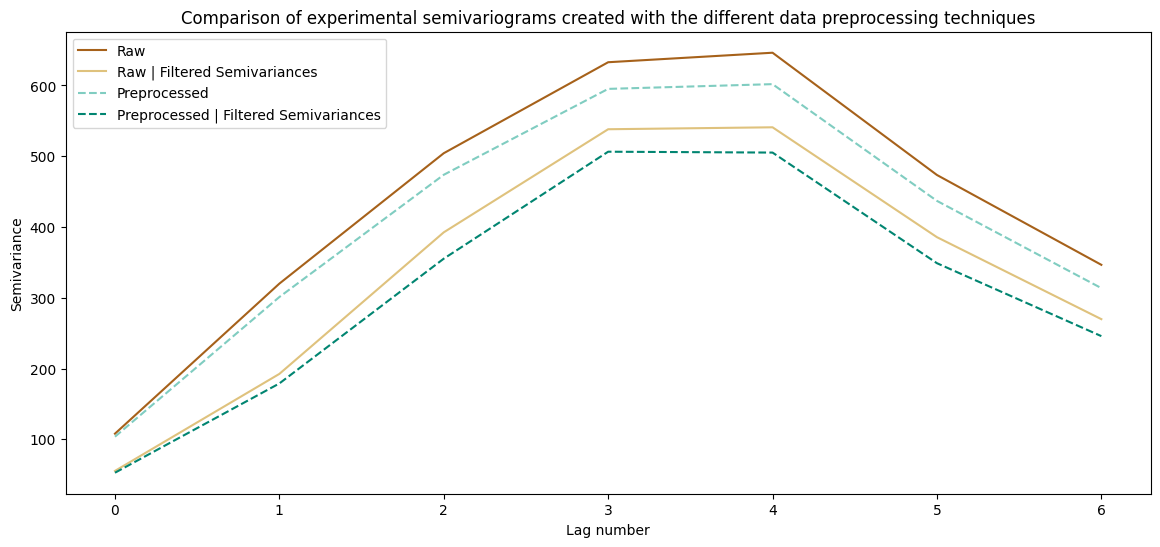 Comparison of experimental semivariograms created with the different data preprocessing techniques
Raw
Raw | Filtered Semivariances
Preprocessed
Preprocessed | Filtered Semivariances
600
500
400
300
200
100
Semivariance
0 1 2 3 4 5 6
Lag number